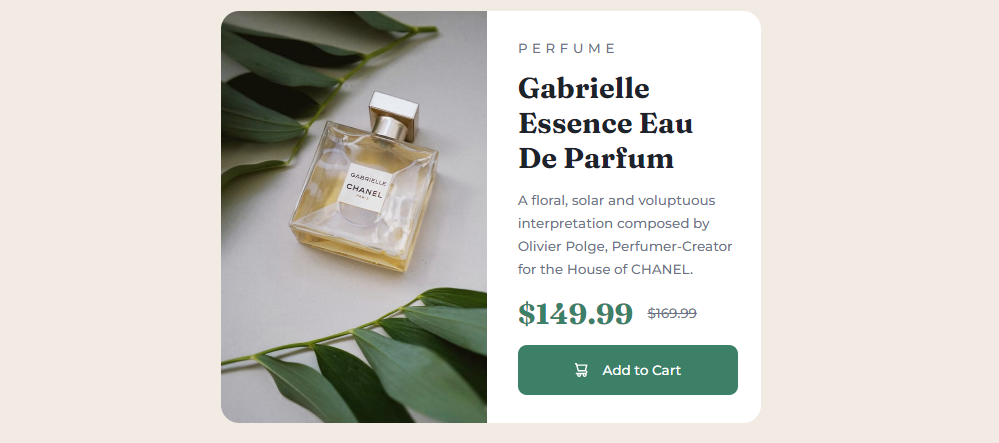 GABRIELLE
CHANEL
PARIS
PERFUME
Gabrielle
Essence Eau
De Parfum
A floral, solar and voluptuous
interpretation composed by
Olivier Polge, Perfumer-Creator
for the House of CHANEL.
$149.99 $169.99
Add to Cart